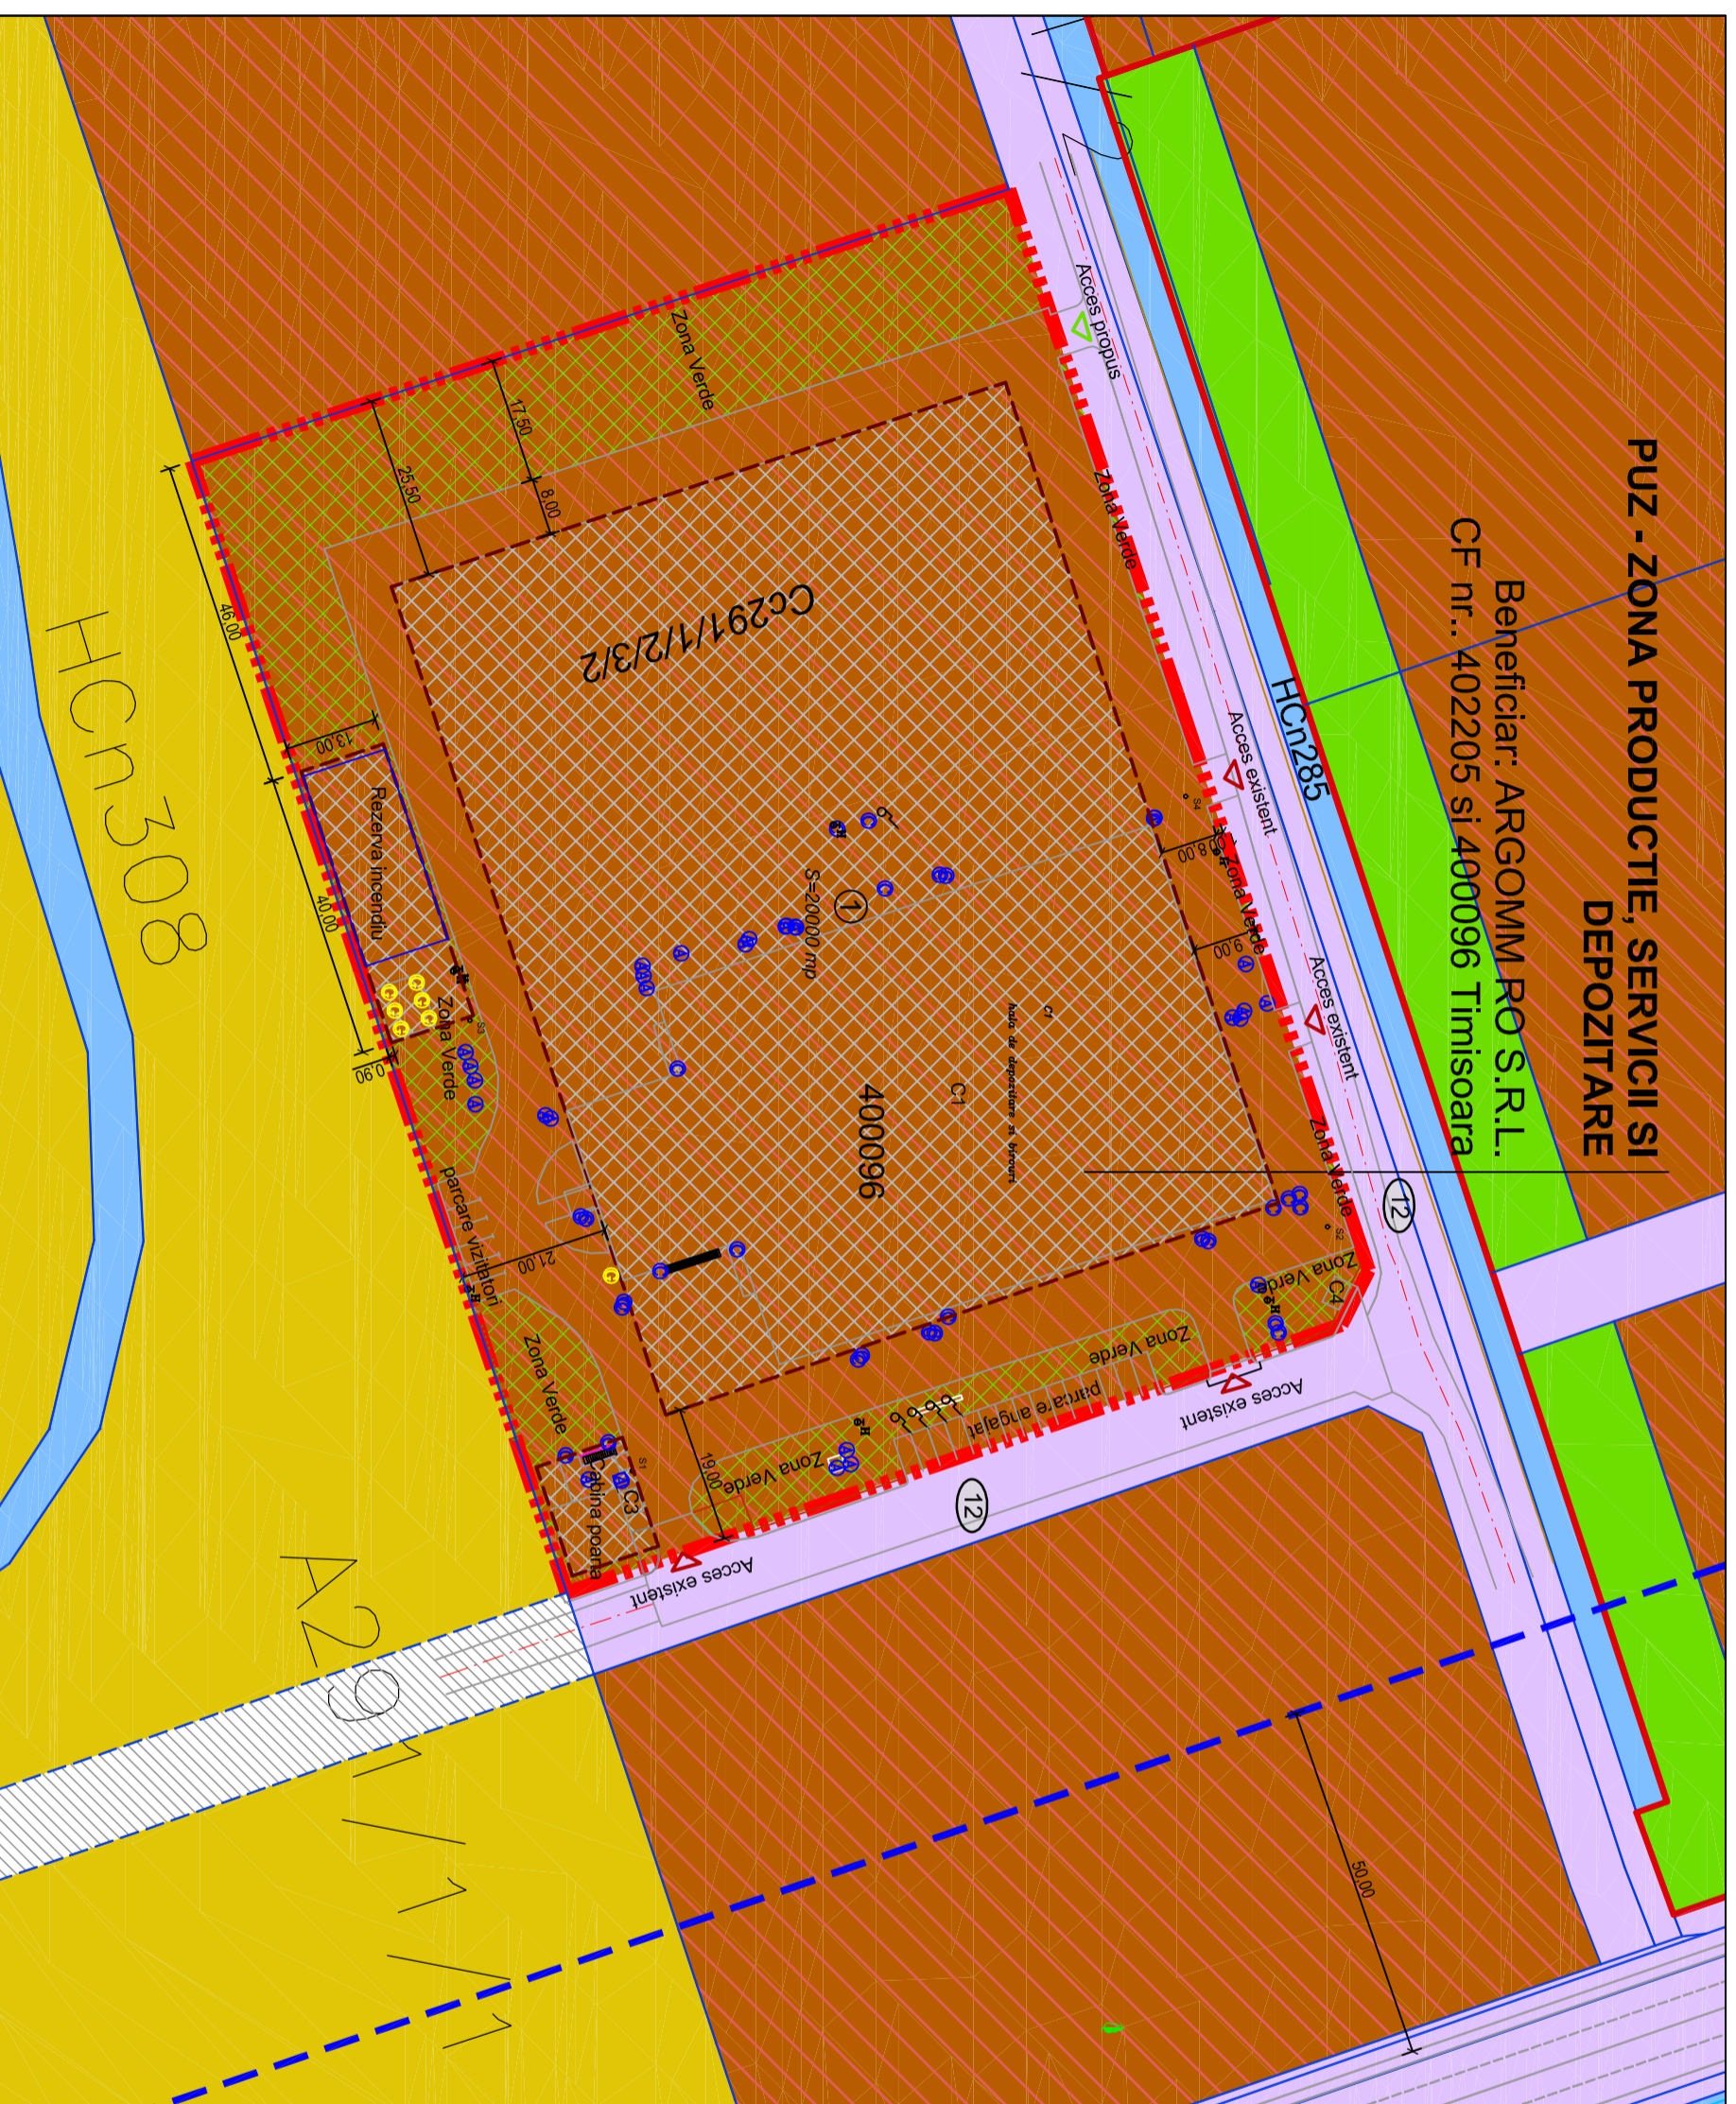 PUZ - ZONA PRODUCTIE, SERVICII SI
DEPOZITARE
Beneficiar: ARGOMM RO S.R.L.
CF nr.. 402205 si 400096 Timisoara
HCn285
Acces propus
Acces existent
Acces existent
Acces existent
Acces existent
Zona Verde
Zona Verde
Zona Verde
Zona Verde
Zona Verde
Zona Verde
Zona Verde
Zona Verde
Zona Verde
12
12
17,50
25,50
8,00
46,00
13,00
40,00
0,90
21,00
19,00
8,00
9,00
50,00
Cc291/1/2/3/2
1
S=20000 mp
C1
hala de depozitare si birouri
C1
400096
Rezerva incendiu
parcare vizitatori
parcare angajat
C4
C3
Cabina poarta
S1
S2
S3
S4
HCn308
A291/1/1